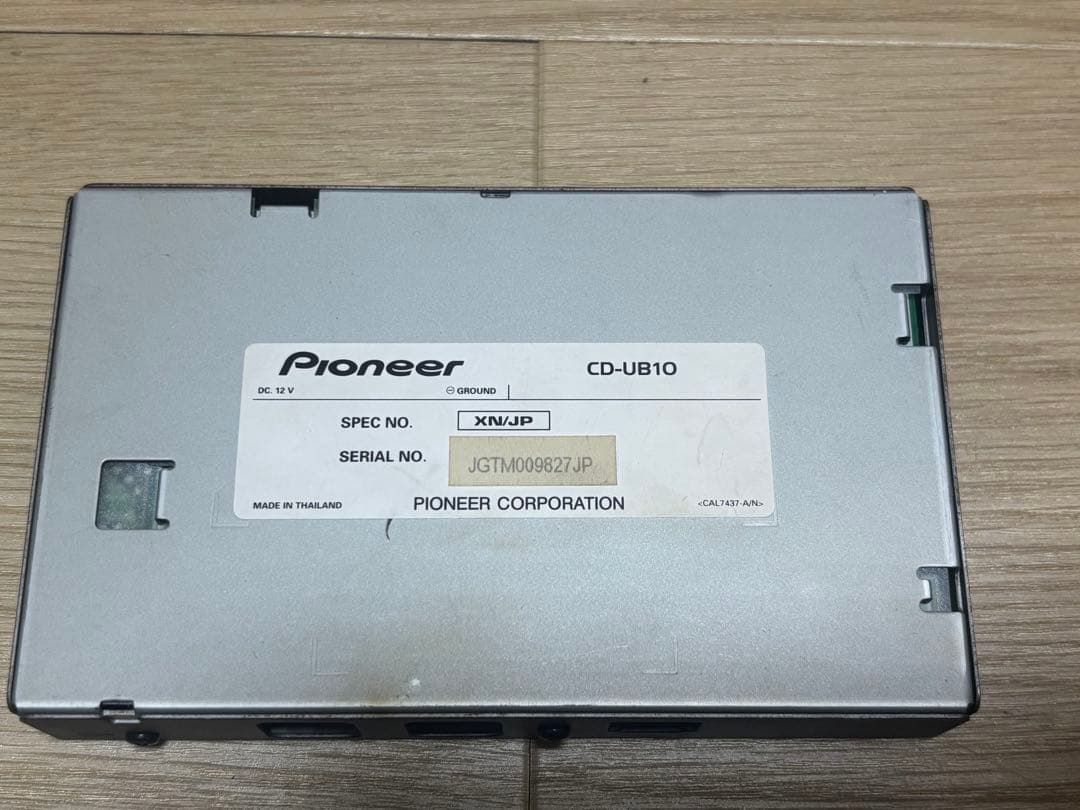 Pioneer CD-UB10
DC. 12 V ⊖ GROUND
SPEC NO. XN/JP
SERIAL NO. JGTM009827JP
MADE IN THAILAND PIONEER CORPORATION <CAL7437-A/N>